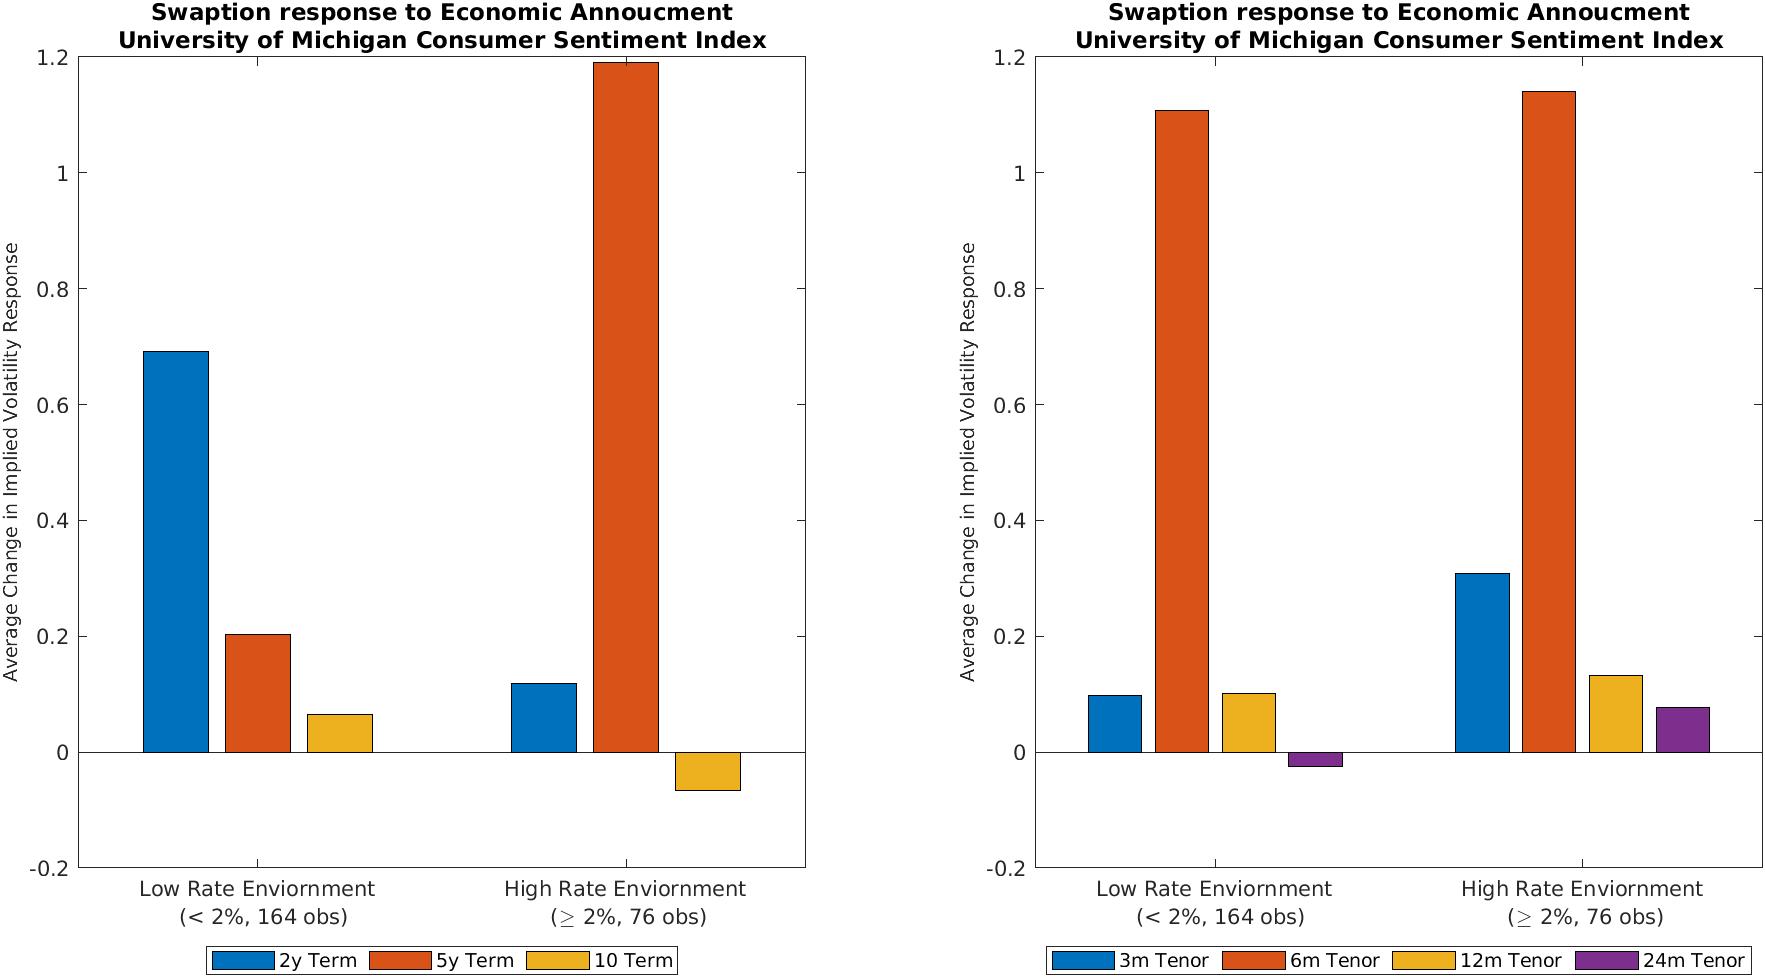 Swaption response to Economic Annoucment
University of Michigan Consumer Sentiment Index
Average Change in Implied Volatility Response
1.2
1
0.8
0.6
0.4
0.2
0
-0.2
Low Rate Enviornment
(< 2%, 164 obs)
High Rate Enviornment
(≥ 2%, 76 obs)
2y Term 5y Term 10 Term
Swaption response to Economic Annoucment
University of Michigan Consumer Sentiment Index
Average Change in Implied Volatility Response
1.2
1
0.8
0.6
0.4
0.2
0
-0.2
Low Rate Enviornment
(< 2%, 164 obs)
High Rate Enviornment
(≥ 2%, 76 obs)
3m Tenor 6m Tenor 12m Tenor 24m Tenor